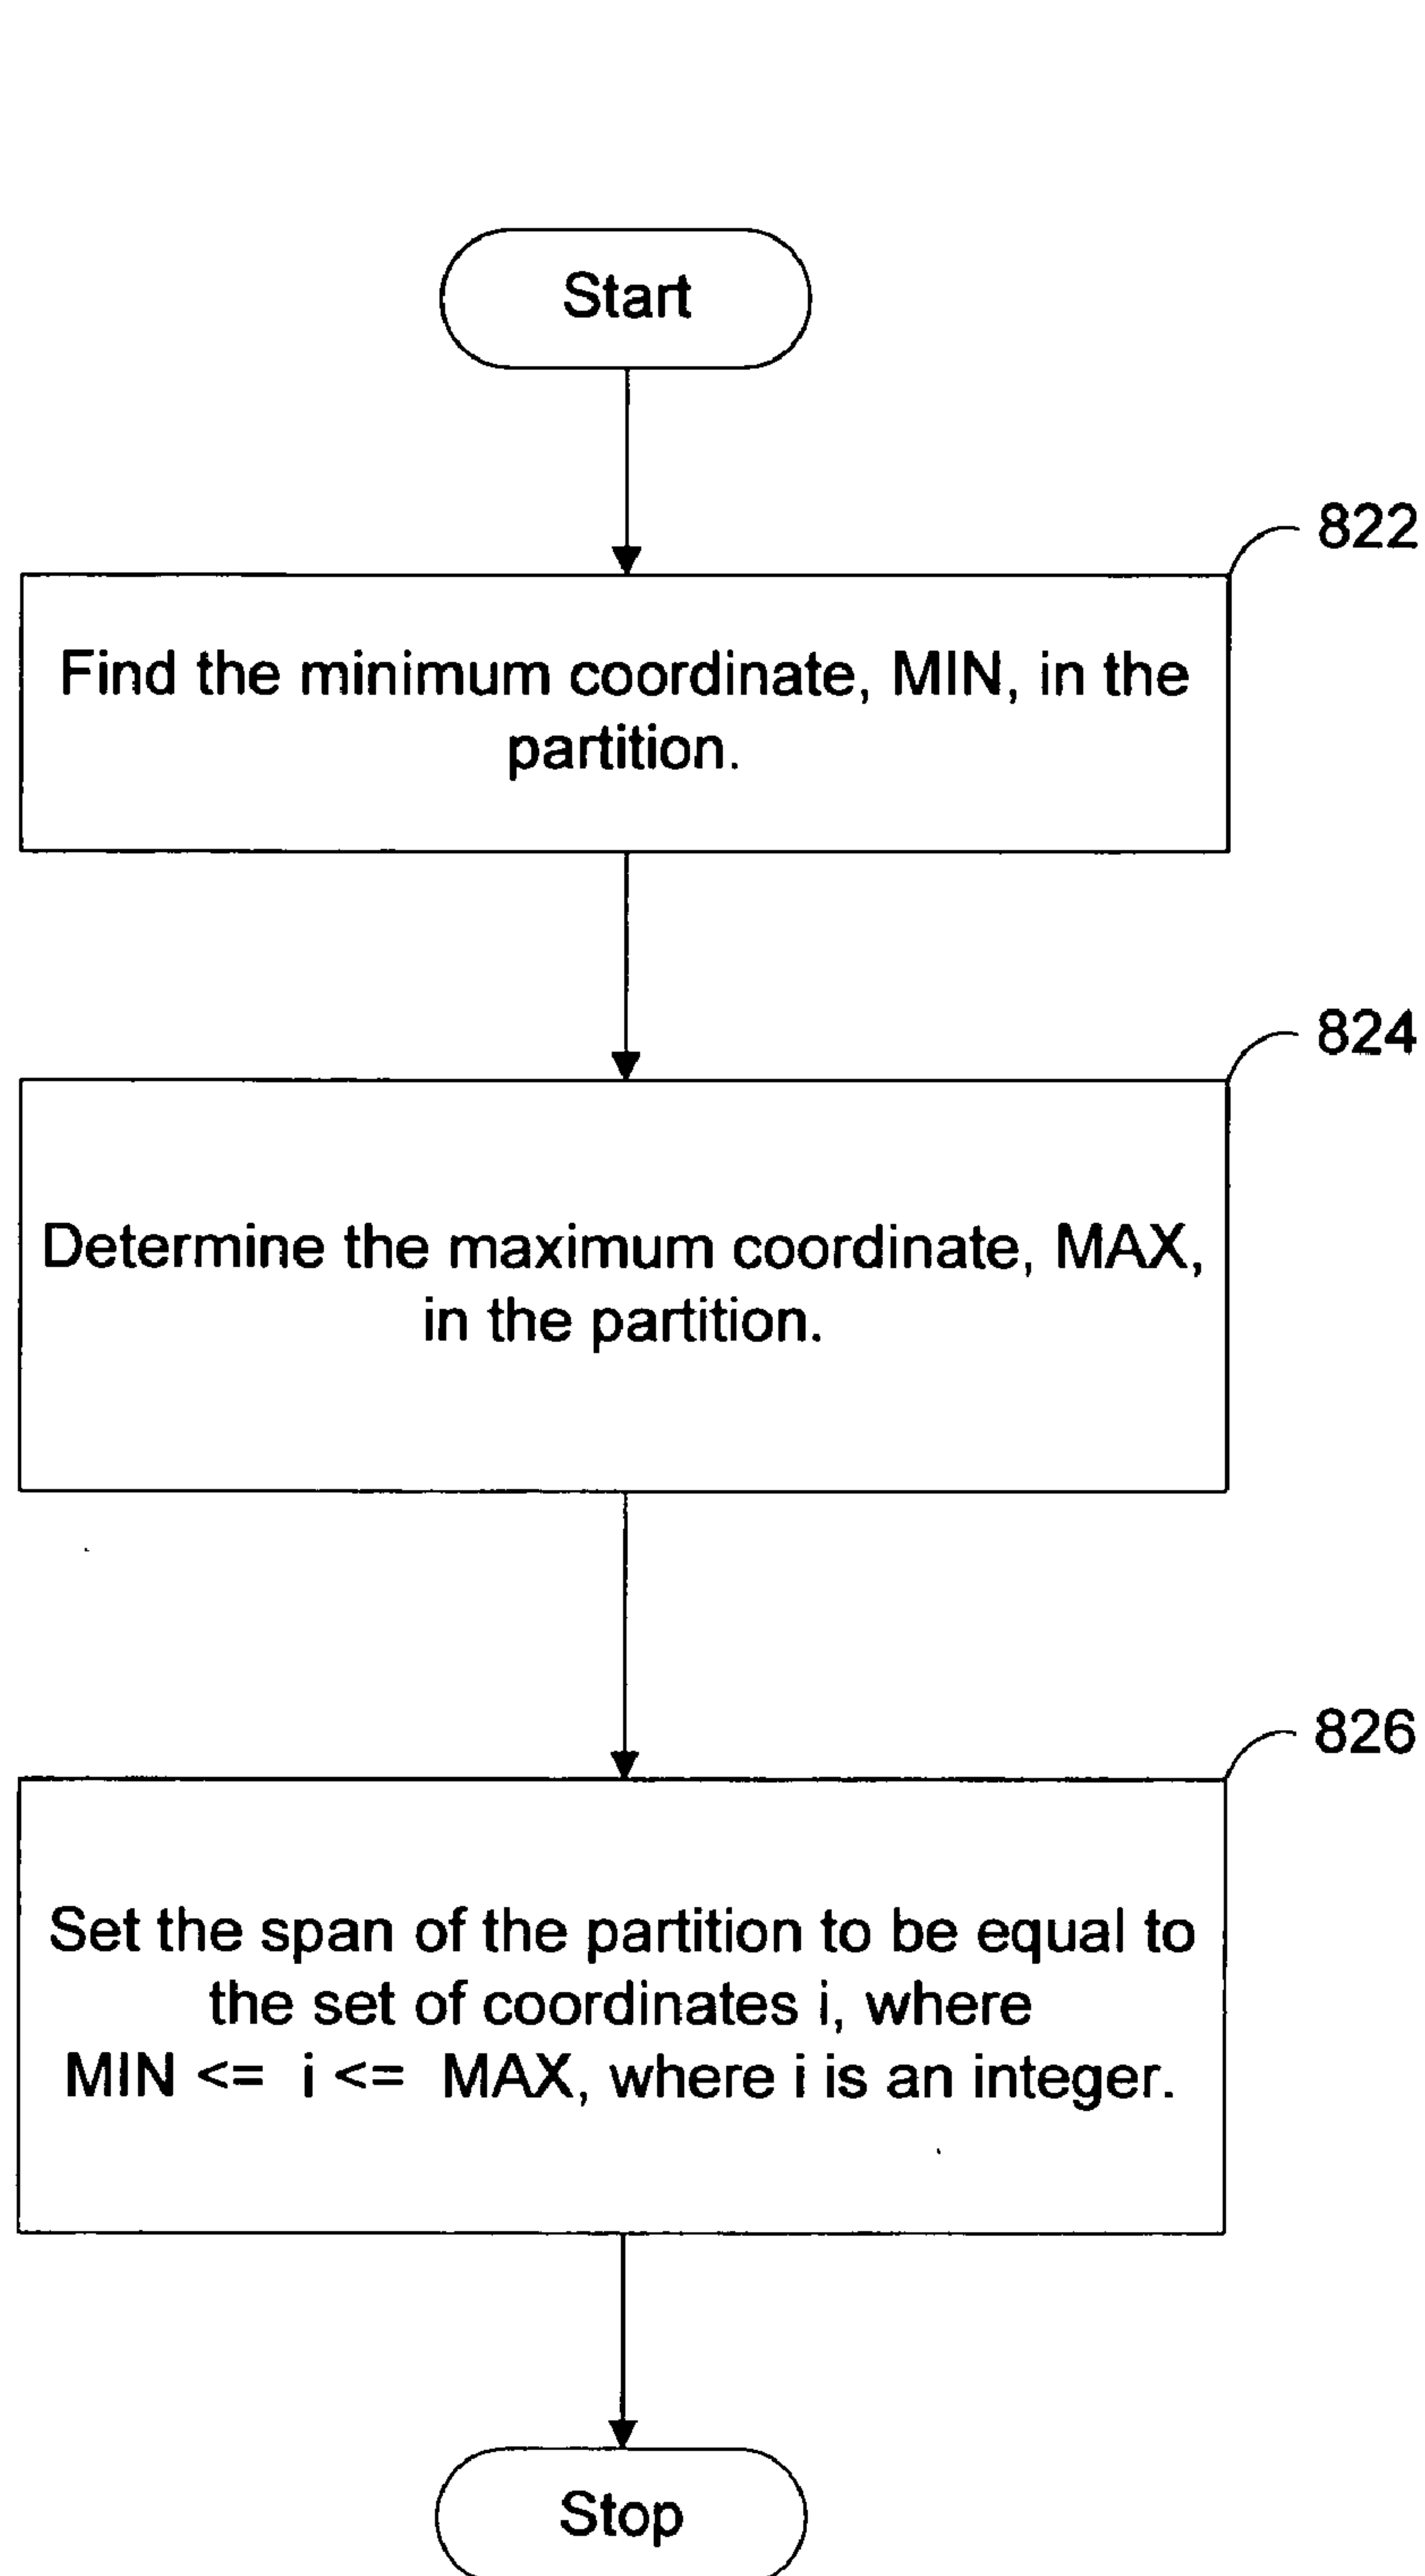 Start
822
Find the minimum coordinate, MIN, in the
partition.
824
Determine the maximum coordinate, MAX,
in the partition.
826
Set the span of the partition to be equal to
the set of coordinates i, where
MIN <= i <= MAX, where i is an integer.
Stop